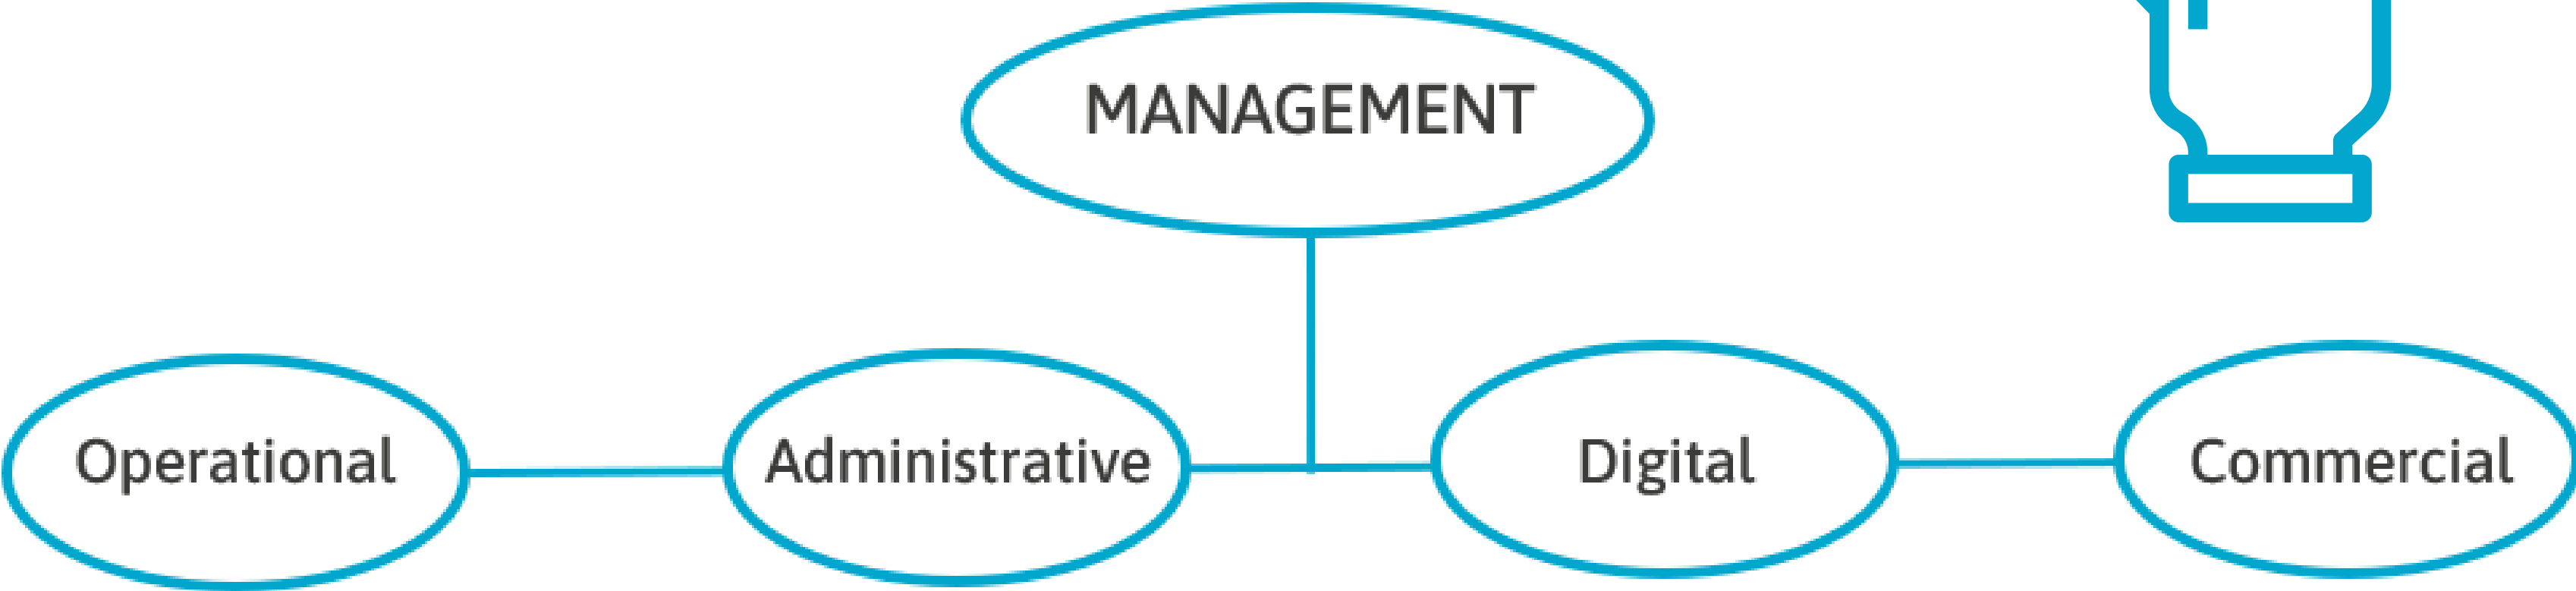 MANAGEMENT
Operational
Administrative
Digital
Commercial